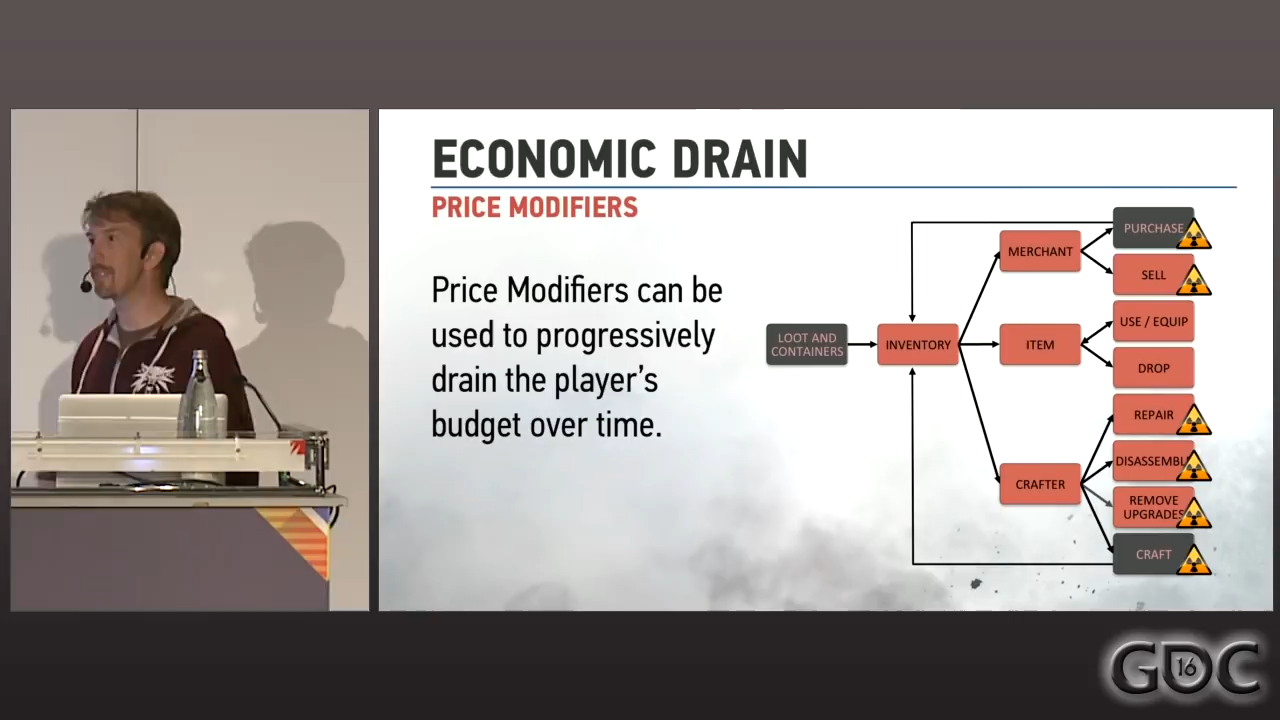 ECONOMIC DRAIN
PRICE MODIFIERS
Price Modifiers can be
used to progressively
drain the player's
budget over time.
LOOT AND
CONTAINERS
INVENTORY
MERCHANT
ITEM
CRAFTER
PURCHASE
SELL
USE / EQUIP
DROP
REPAIR
DISASSEMBL
REMOVE
UPGRADES
CRAFT
GDC
16